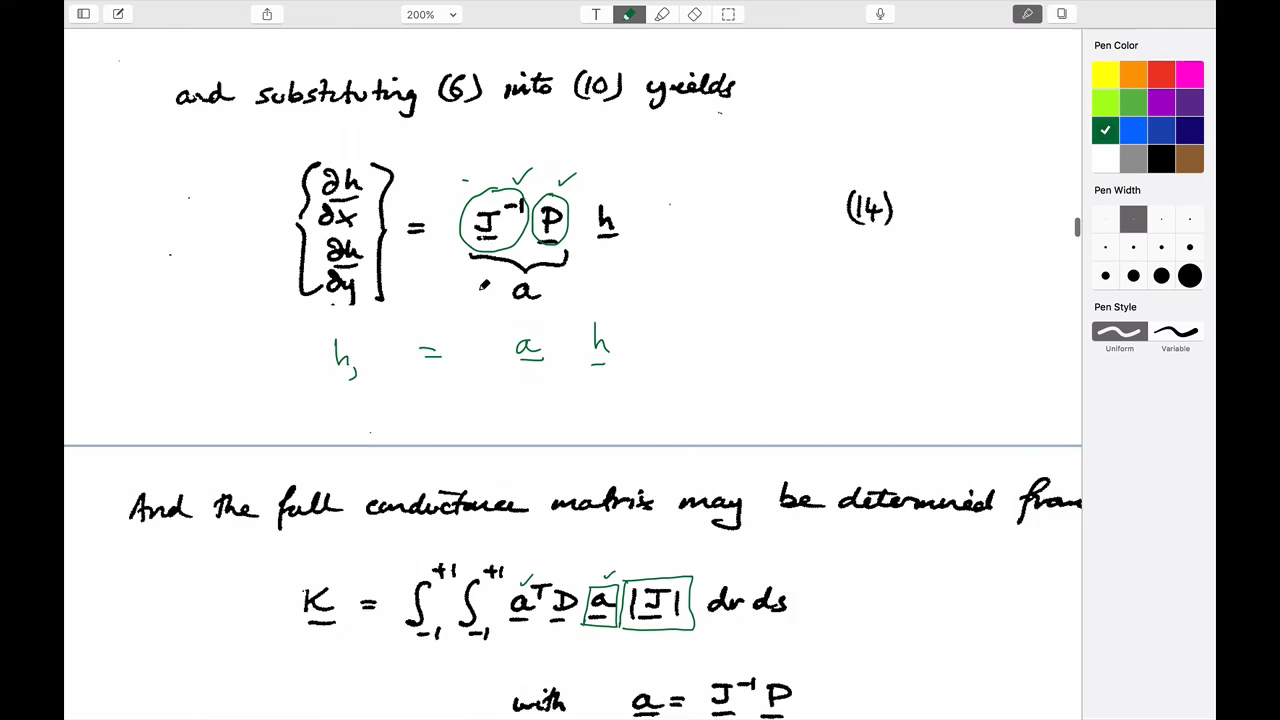 200%
T
Pen Color
and substituting (6) into (10) yields
{∂h/∂x ∂h/∂y} = J⁻¹ P h (14)
a
h, = a h
Pen Width
Pen Style
Uniform Variable
And the full conductance matrix may be determined from
K = ∫₋₁⁺¹ ∫₋₁⁺¹ aᵀ D a |J| dr ds
with a = J⁻¹ P